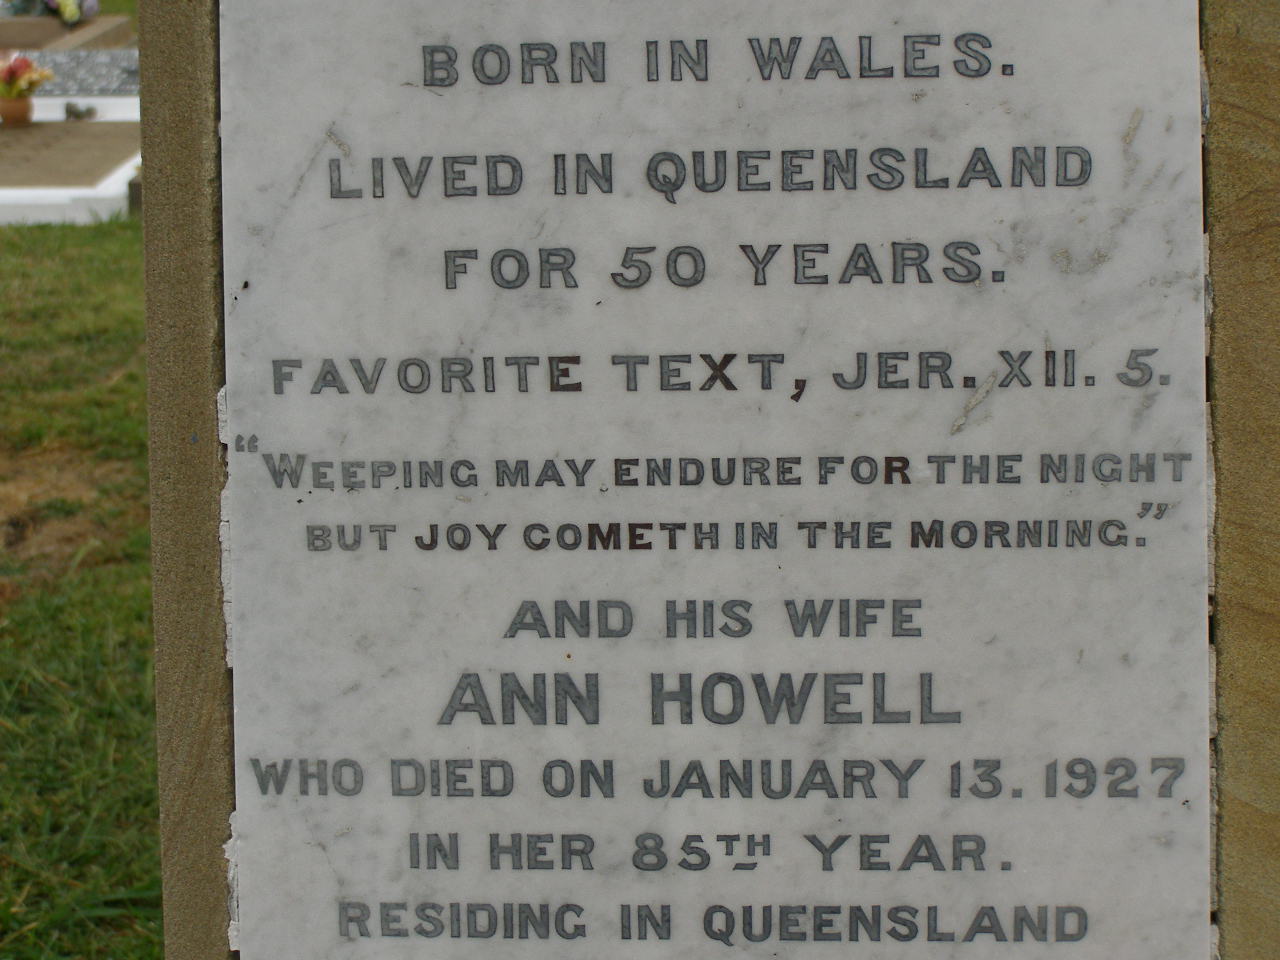 BORN IN WALES.
LIVED IN QUEENSLAND
FOR 50 YEARS.
FAVORITE TEXT, JER. XII. 5.
“WEEPING MAY ENDURE FOR THE NIGHT
BUT JOY COMETH IN THE MORNING.”
AND HIS WIFE
ANN HOWELL
WHO DIED ON JANUARY 13. 1927.
IN HER 85TH YEAR.
RESIDING IN QUEENSLAND